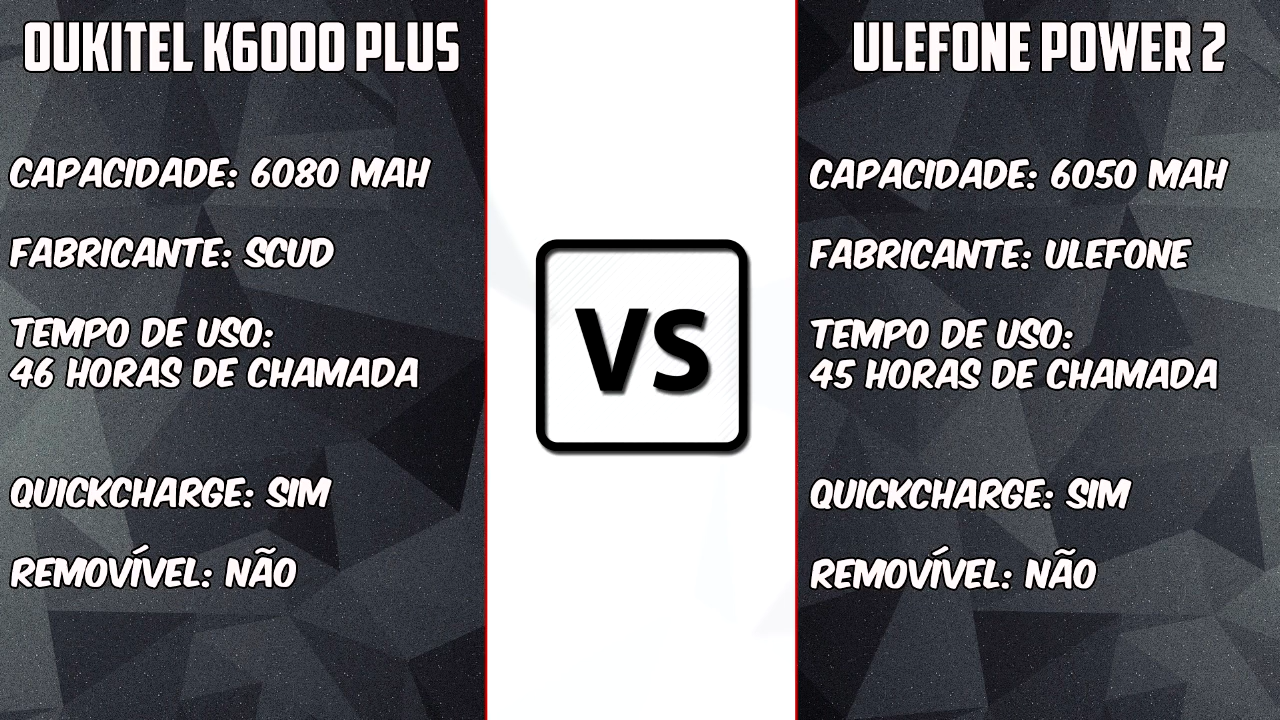 OUKITEL K6000 PLUS
CAPACIDADE: 6080 MAH
FABRICANTE: SCUD
TEMPO DE USO:
46 HORAS DE CHAMADA
QUICKCHARGE: SIM
REMOVÍVEL: NÃO
VS
ULEFONE POWER 2
CAPACIDADE: 6050 MAH
FABRICANTE: ULEFONE
TEMPO DE USO:
45 HORAS DE CHAMADA
QUICKCHARGE: SIM
REMOVÍVEL: NÃO